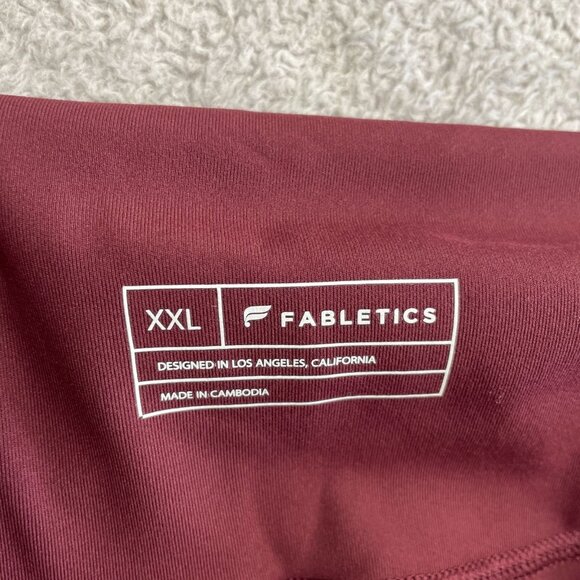 XXL FABLETICS
DESIGNED IN LOS ANGELES, CALIFORNIA
MADE IN CAMBODIA